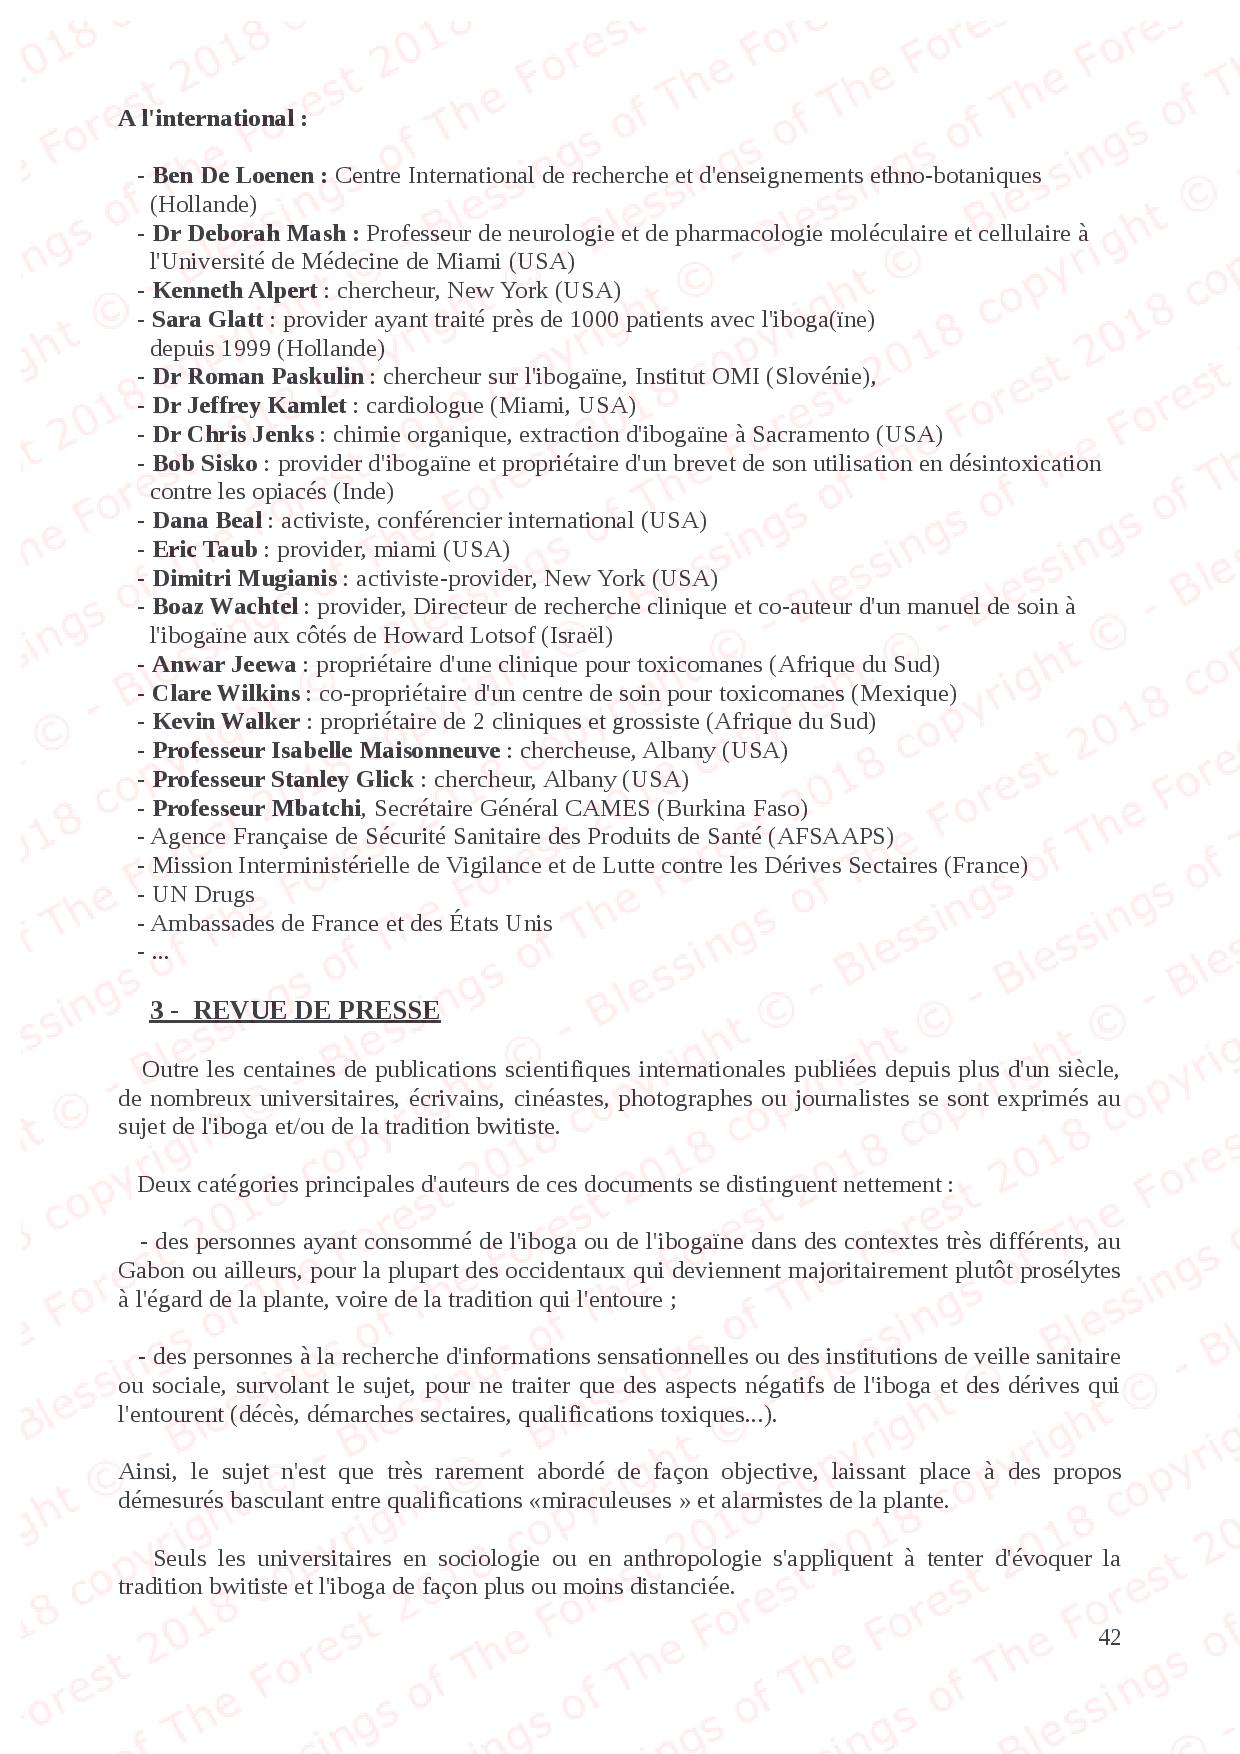 A l'international :
- Ben De Loenen : Centre International de recherche et d'enseignements ethno-botaniques
(Hollande)
- Dr Deborah Mash : Professeur de neurologie et de pharmacologie moléculaire et cellulaire à
l'Université de Médecine de Miami (USA)
- Kenneth Alpert : chercheur, New York (USA)
- Sara Glatt : provider ayant traité près de 1000 patients avec l'iboga(ïne)
depuis 1999 (Hollande)
- Dr Roman Paskulin : chercheur sur l'ibogaïne, Institut OMI (Slovénie),
- Dr Jeffrey Kamlet : cardiologue (Miami, USA)
- Dr Chris Jenks : chimie organique, extraction d'ibogaïne à Sacramento (USA)
- Bob Sisko : provider d'ibogaïne et propriétaire d'un brevet de son utilisation en désintoxication
contre les opiacés (Inde)
- Dana Beal : activiste, conférencier international (USA)
- Eric Taub : provider, miami (USA)
- Dimitri Mugianis : activiste-provider, New York (USA)
- Boaz Wachtel : provider, Directeur de recherche clinique et co-auteur d'un manuel de soin à
l'ibogaïne aux côtés de Howard Lotsof (Israël)
- Anwar Jeewa : propriétaire d'une clinique pour toxicomanes (Afrique du Sud)
- Clare Wilkins : co-propriétaire d'un centre de soin pour toxicomanes (Mexique)
- Kevin Walker : propriétaire de 2 cliniques et grossiste (Afrique du Sud)
- Professeur Isabelle Maisonneuve : chercheuse, Albany (USA)
- Professeur Stanley Glick : chercheur, Albany (USA)
- Professeur Mbatchi, Secrétaire Général CAMES (Burkina Faso)
- Agence Française de Sécurité Sanitaire des Produits de Santé (AFSAAPS)
- Mission Interministérielle de Vigilance et de Lutte contre les Dérives Sectaires (France)
- UN Drugs
- Ambassades de France et des États Unis
- ...
3 - REVUE DE PRESSE
Outre les centaines de publications scientifiques internationales publiées depuis plus d'un siècle,
de nombreux universitaires, écrivains, cinéastes, photographes ou journalistes se sont exprimés au
sujet de l'iboga et/ou de la tradition bwitiste.
Deux catégories principales d'auteurs de ces documents se distinguent nettement :
- des personnes ayant consommé de l'iboga ou de l'ibogaïne dans des contextes très différents, au
Gabon ou ailleurs, pour la plupart des occidentaux qui deviennent majoritairement plutôt prosélytes
à l'égard de la plante, voire de la tradition qui l'entoure ;
- des personnes à la recherche d'informations sensationnelles ou des institutions de veille sanitaire
ou sociale, survolant le sujet, pour ne traiter que des aspects négatifs de l'iboga et des dérives qui
l'entourent (décès, démarches sectaires, qualifications toxiques...).
Ainsi, le sujet n'est que très rarement abordé de façon objective, laissant place à des propos
démesurés basculant entre qualifications «miraculeuses » et alarmistes de la plante.
Seuls les universitaires en sociologie ou en anthropologie s'appliquent à tenter d'évoquer la
tradition bwitiste et l'iboga de façon plus ou moins distanciée.
42
Blessings of The Forest 2018 copyright © -